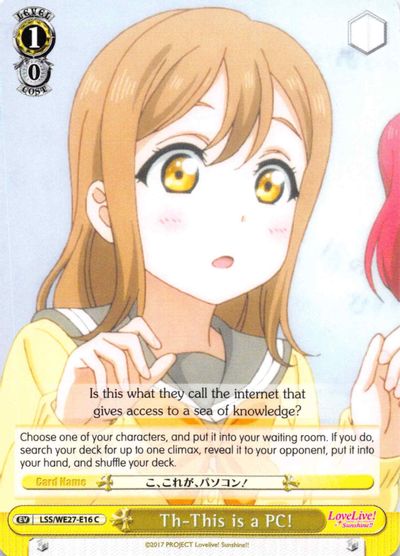 LEVEL
1
0
COST
Is this what they call the internet that
gives access to a sea of knowledge?
Choose one of your characters, and put it into your waiting room. If you do,
search your deck for up to one climax, reveal it to your opponent, put it into
your hand, and shuffle your deck.
Card Name
こ、これが、パソコン!
EV
LSS/WE27-E16 C
Th-This is a PC!
LoveLive!
Sunshine!!
©2017 PROJECT Lovelive! Sunshine!!